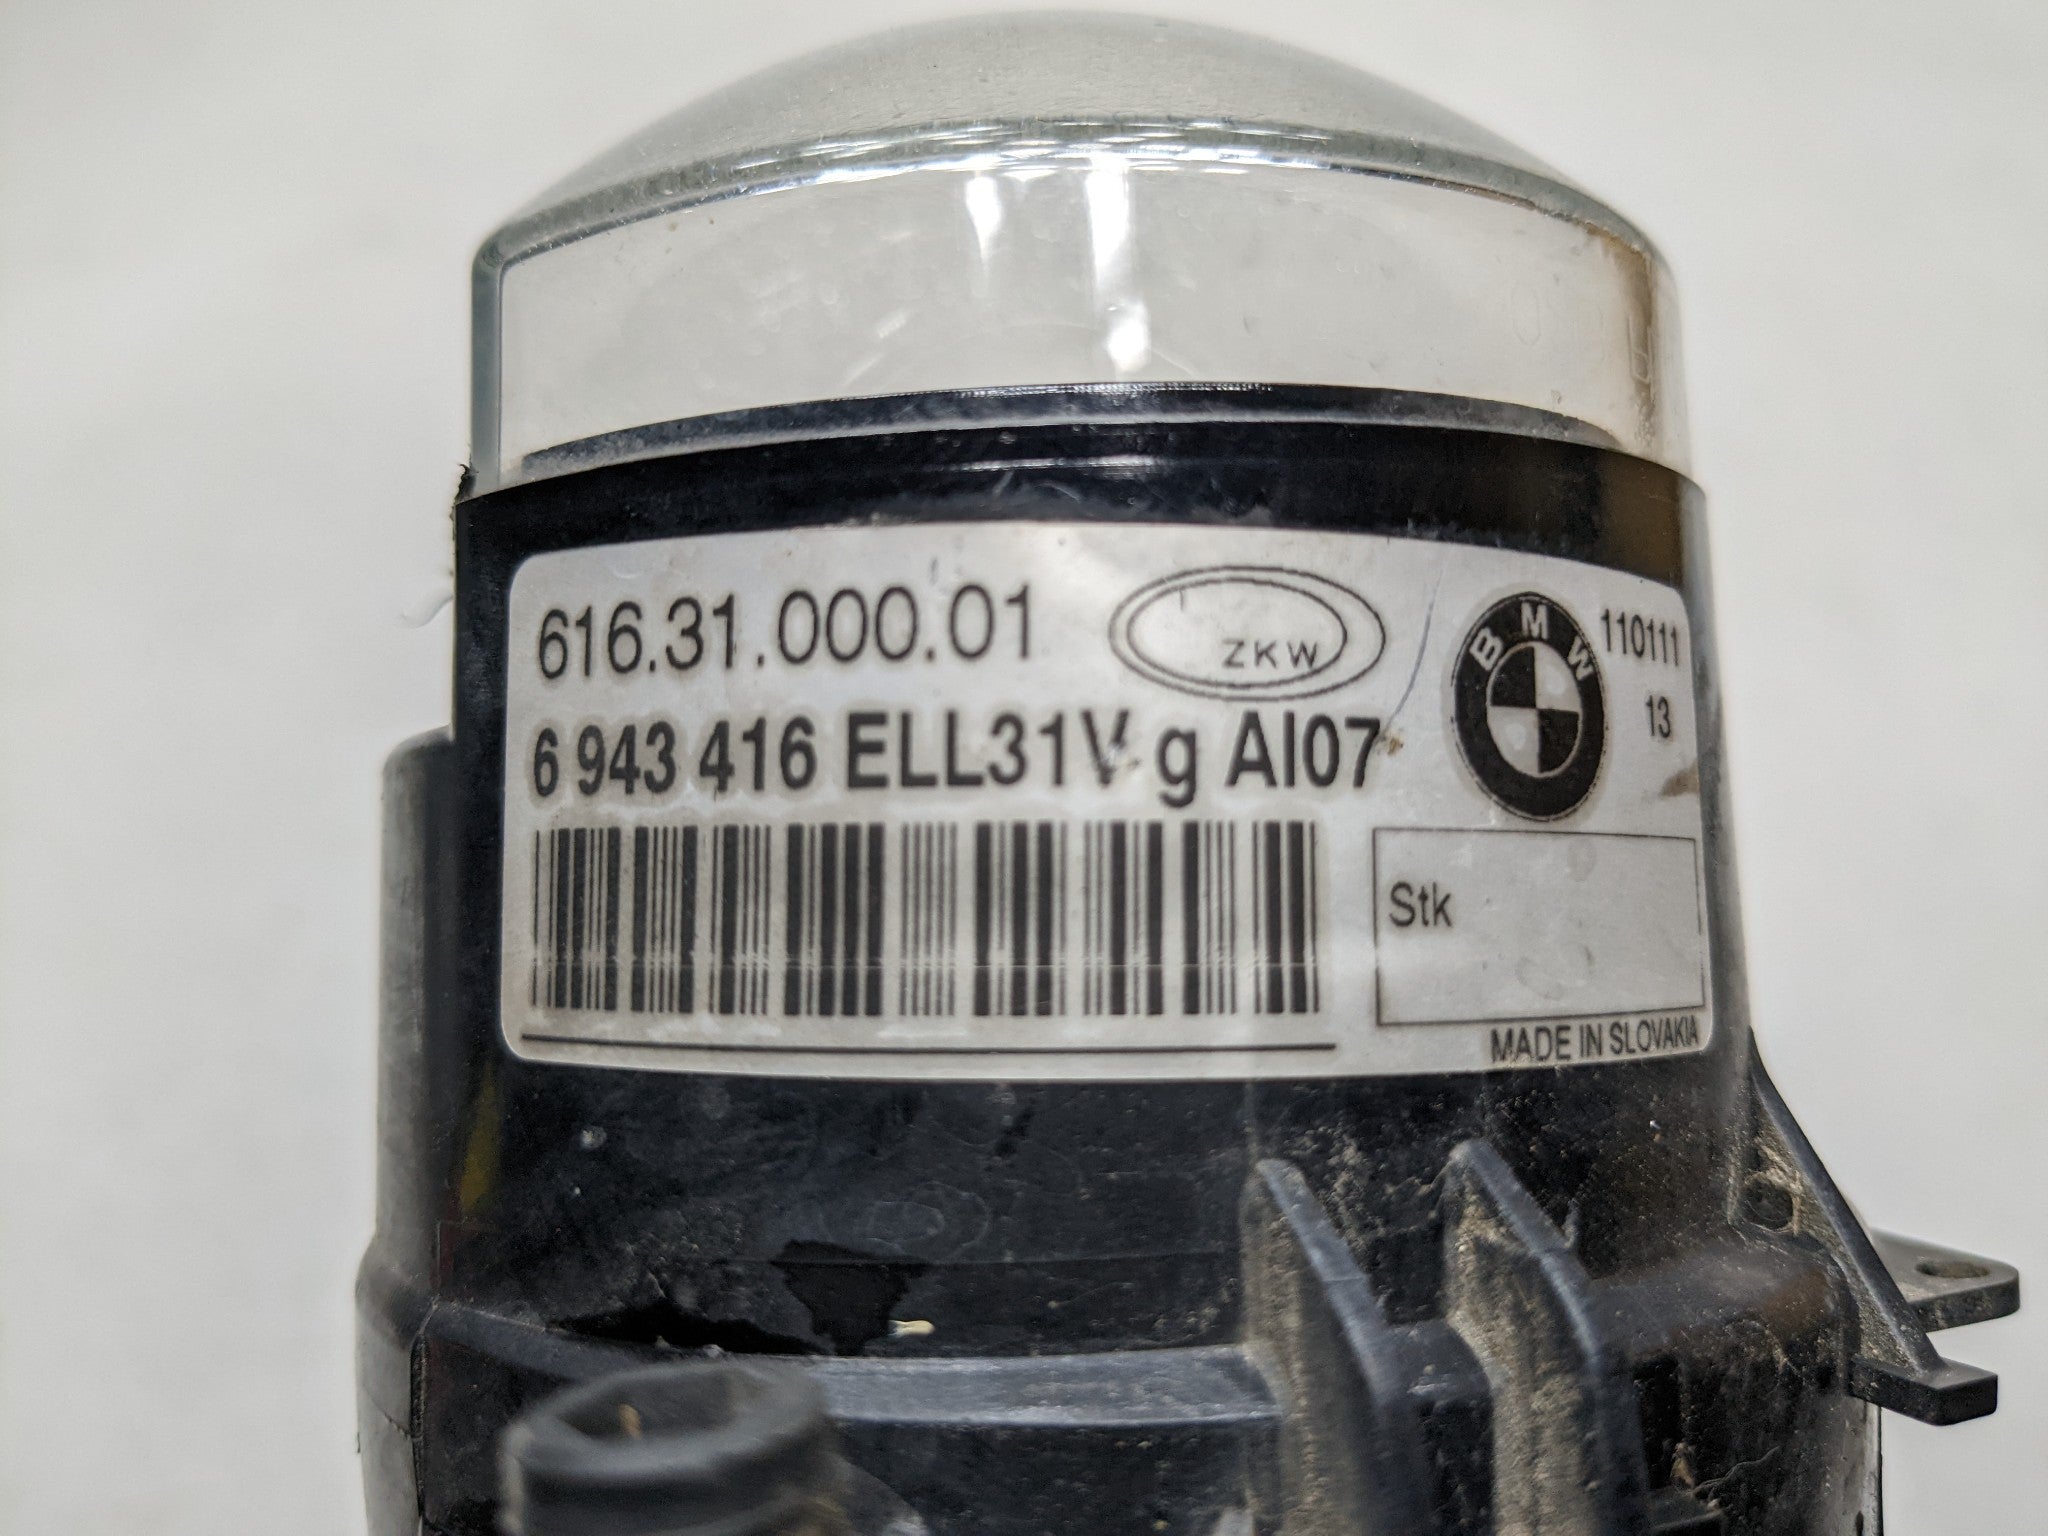 616.31.000.01
ZKW
BMW
110111
13
6 943 416 ELL31V g AI07
Stk
MADE IN SLOVAKIA